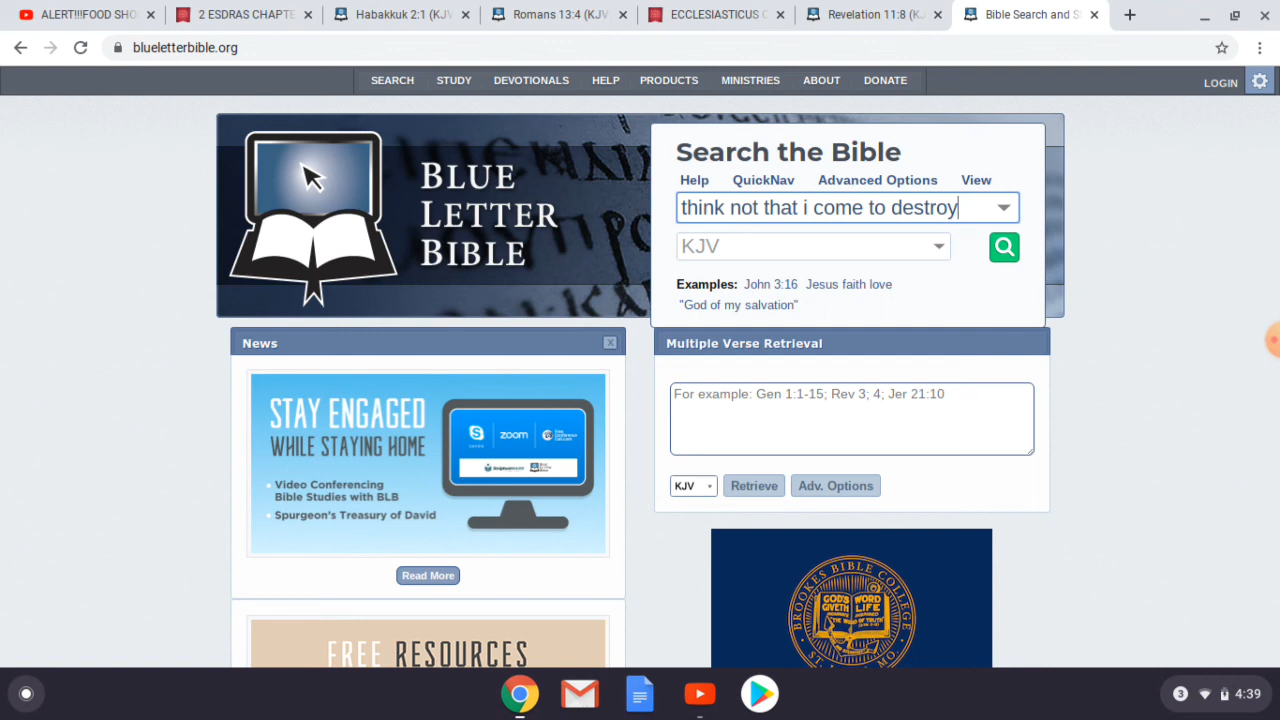 ALERT!!!FOOD SHO
2 ESDRAS CHAPTE
Habakkuk 2:1 (KJV
Romans 13:4 (KJV
ECCLESIASTICUS C
Revelation 11:8 (KJ
Bible Search and S
blueletterbible.org
SEARCH STUDY DEVOTIONALS HELP PRODUCTS MINISTRIES ABOUT DONATE
LOGIN
BLUE
LETTER
BIBLE
Search the Bible
Help QuickNav Advanced Options View
think not that i come to destroy
KJV
Examples: John 3:16 Jesus faith love
"God of my salvation"
News
x
STAY ENGAGED
WHILE STAYING HOME
• Video Conferencing
Bible Studies with BLB
• Spurgeon's Treasury of David
zoom
Read More
FREE RESOURCES
Multiple Verse Retrieval
For example: Gen 1:1-15; Rev 3; 4; Jer 21:10
KJV Retrieve Adv. Options
BROOKES BIBLE COLLEGE
GOD'S WORD
GIVETH LIFE
3 4:39